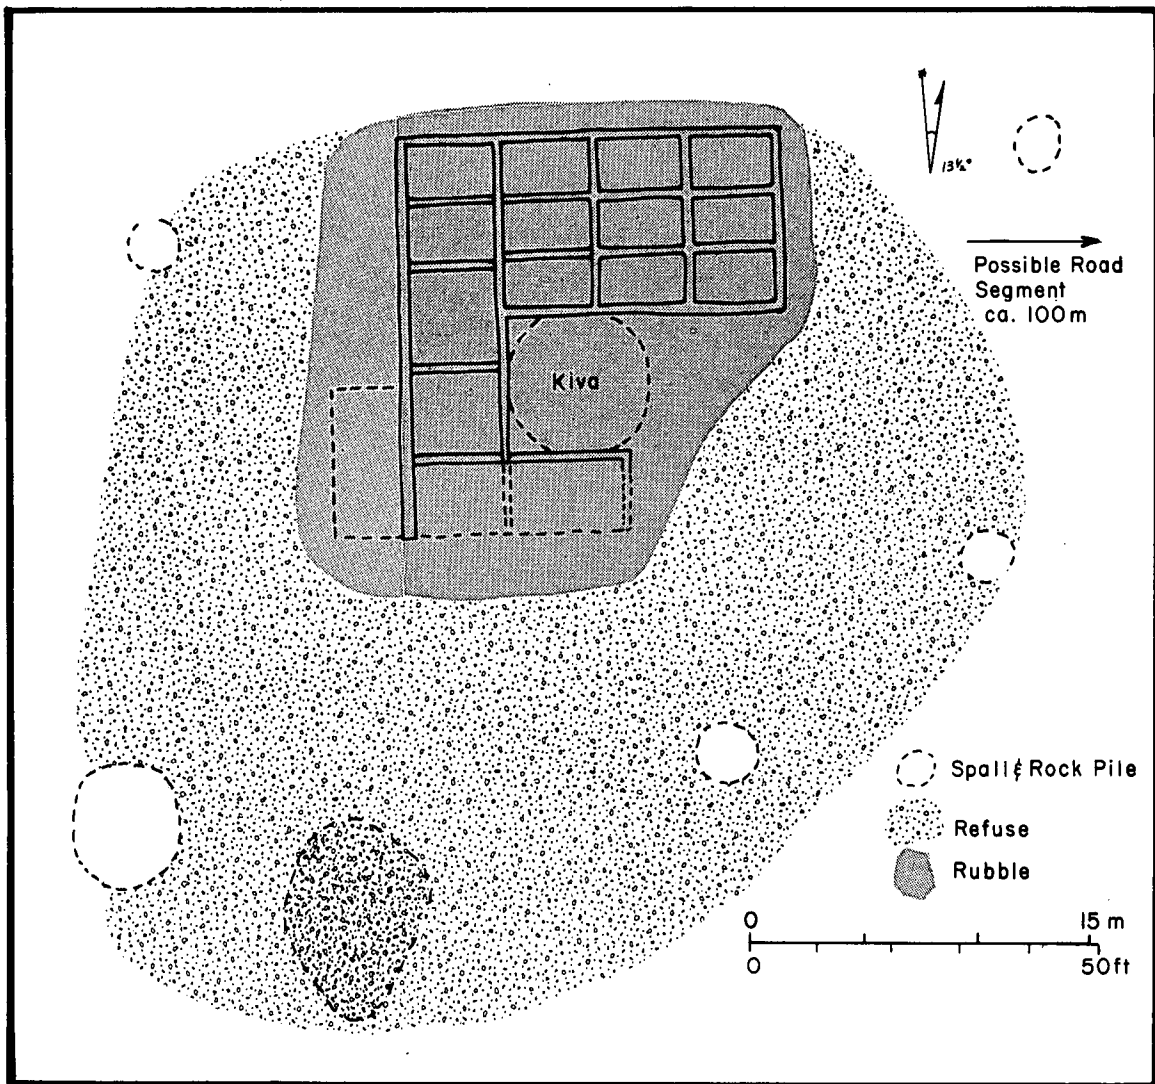 13½°
Possible Road
Segment
ca. 100m
Kiva
Spall & Rock Pile
Refuse
Rubble
0 15 m
0 50ft